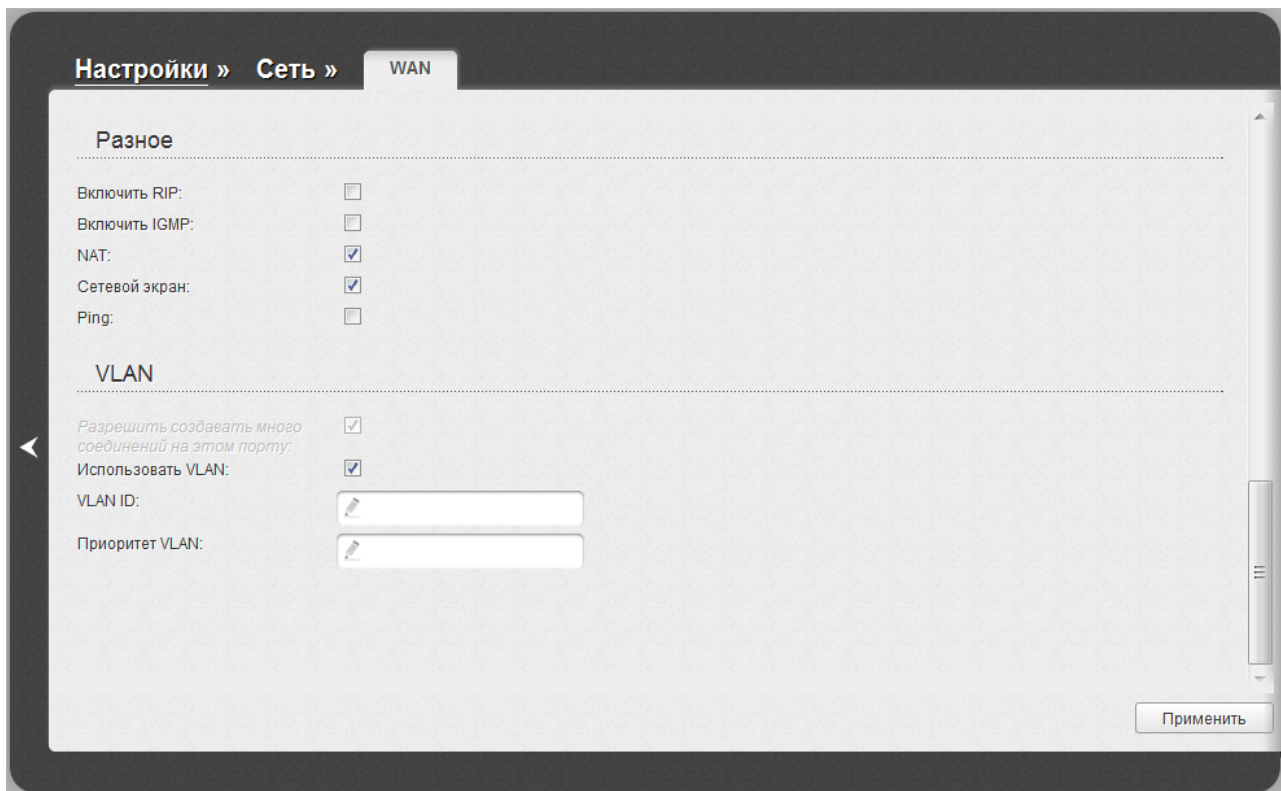 Настройки » Сеть » WAN
Разное
Включить RIP:
Включить IGMP:
NAT:
Сетевой экран:
Ping:
VLAN
Разрешить создавать много
соединений на этом порту:
Использовать VLAN:
VLAN ID:
Приоритет VLAN:
Применить